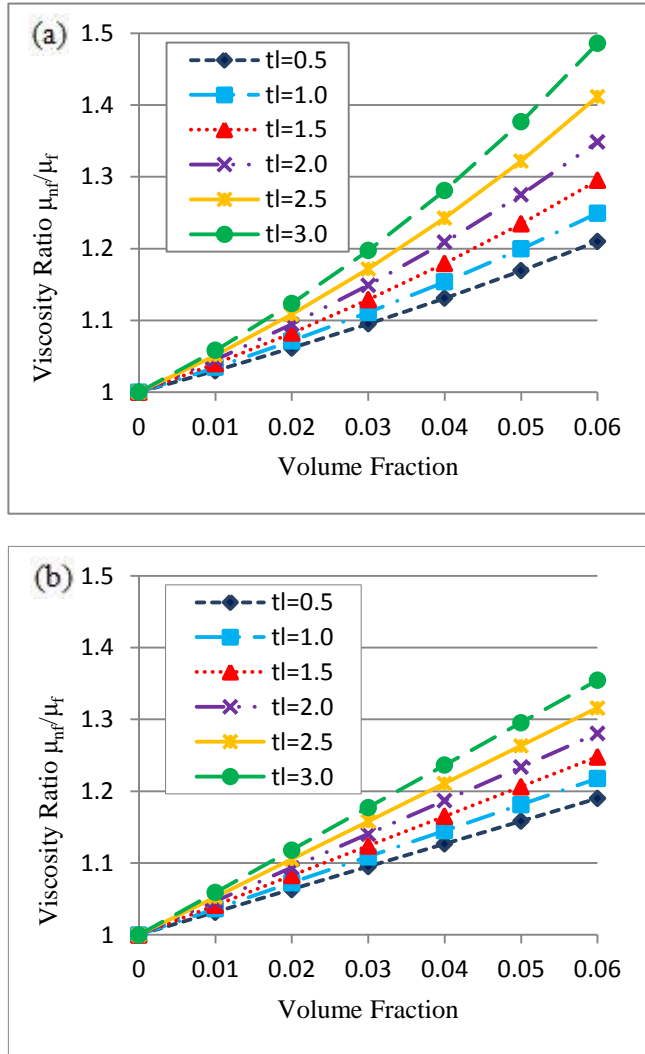 (a)
1.5
1.4
1.3
1.2
1.1
1
tl=0.5
tl=1.0
tl=1.5
tl=2.0
tl=2.5
tl=3.0
Viscosity Ratio μnf/μf
0 0.01 0.02 0.03 0.04 0.05 0.06
Volume Fraction
(b)
1.5
1.4
1.3
1.2
1.1
1
tl=0.5
tl=1.0
tl=1.5
tl=2.0
tl=2.5
tl=3.0
Viscosity Ratio μnf/μf
0 0.01 0.02 0.03 0.04 0.05 0.06
Volume Fraction